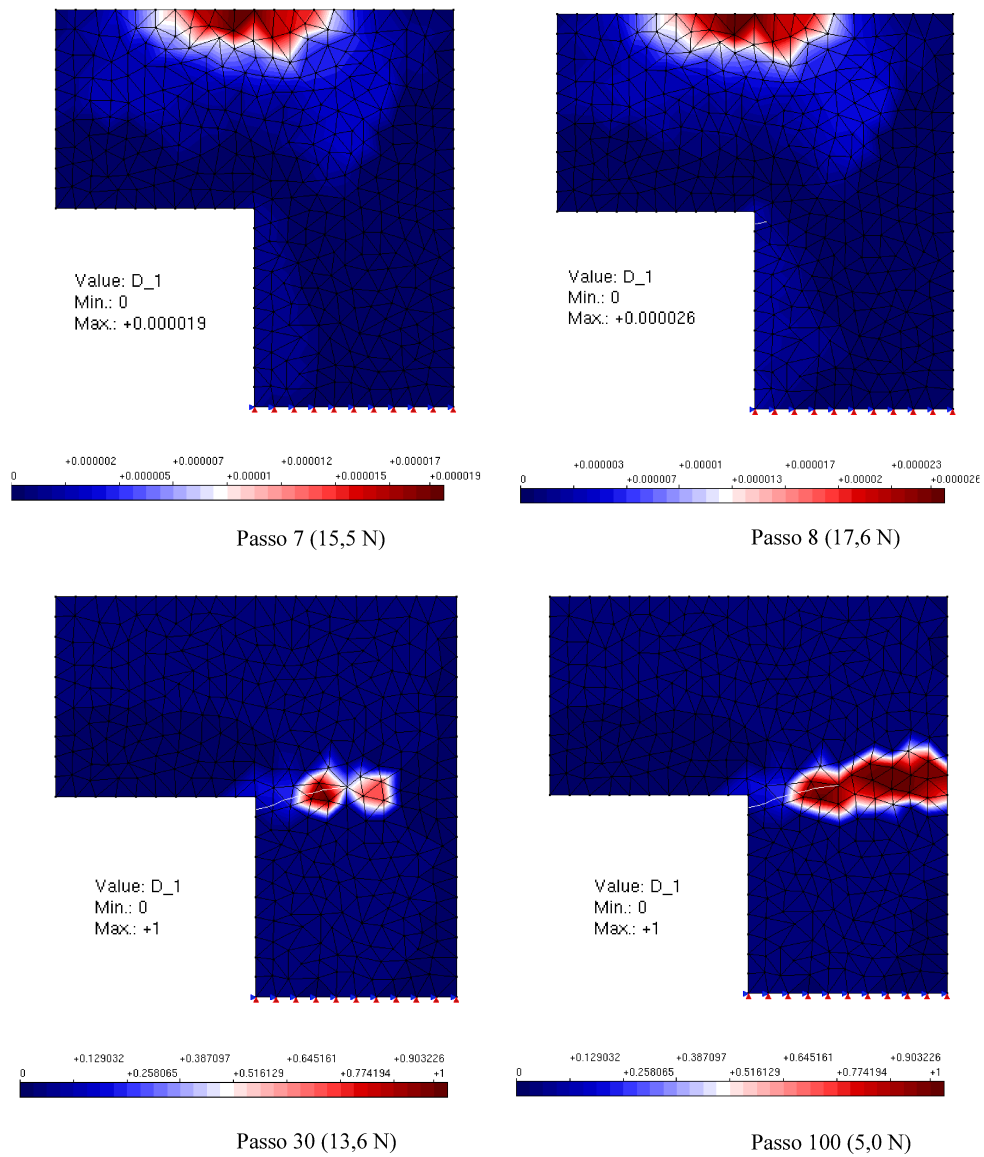 Value: D_1
Min.: 0
Max.: +0.000019
+0.000002 +0.000007 +0.000012 +0.000017
0 +0.000005 +0.00001 +0.000015 +0.000019
Passo 7 (15,5 N)
Value: D_1
Min.: 0
Max.: +0.000026
+0.000003 +0.00001 +0.000017 +0.000023
0 +0.000007 +0.000013 +0.00002 +0.000026
Passo 8 (17,6 N)
Value: D_1
Min.: 0
Max.: +1
+0.129032 +0.387097 +0.645161 +0.903226
0 +0.258065 +0.516129 +0.774194 +1
Passo 30 (13,6 N)
Value: D_1
Min.: 0
Max.: +1
+0.129032 +0.387097 +0.645161 +0.903226
0 +0.258065 +0.516129 +0.774194 +1
Passo 100 (5,0 N)